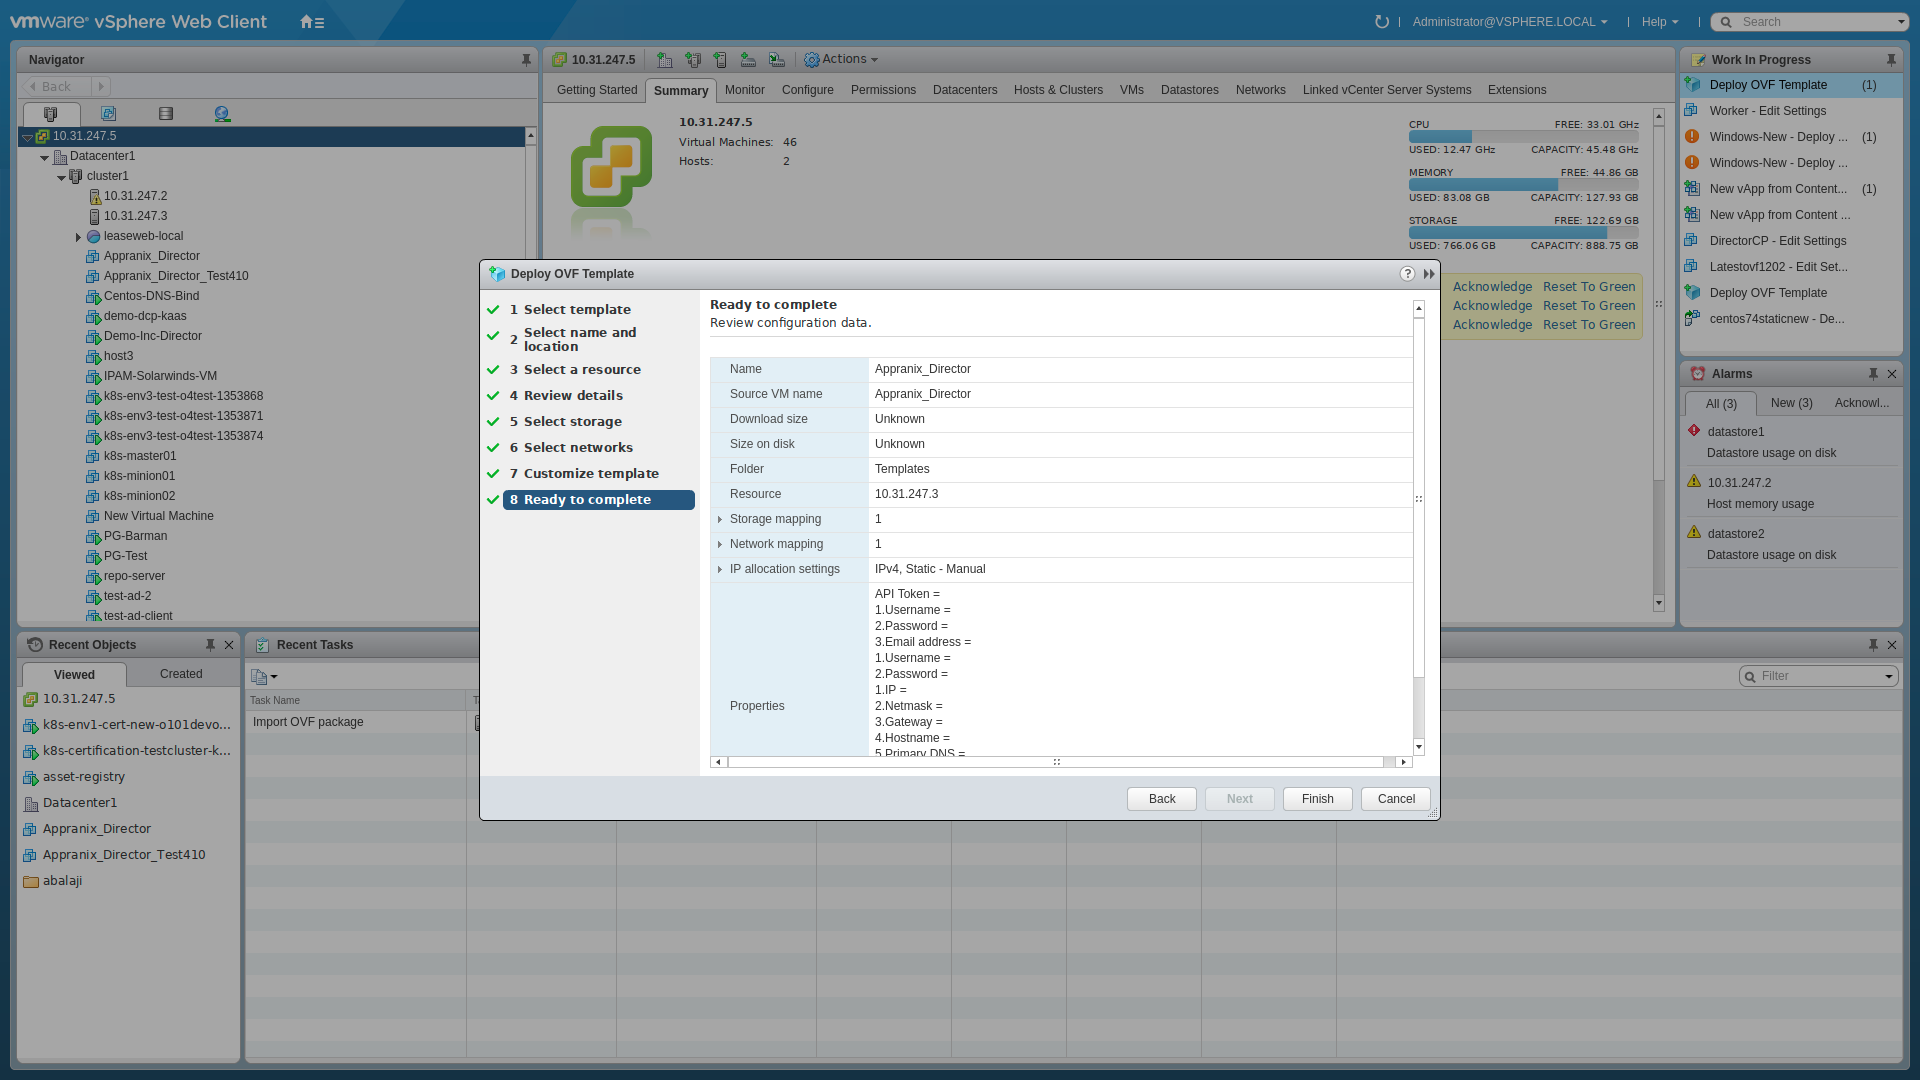 vmware® vSphere Web Client
Administrator@VSPHERE.LOCAL
Help
Search
Navigator
Back
10.31.247.5
Datacenter1
cluster1
10.31.247.2
10.31.247.3
leaseweb-local
Appranix_Director
Appranix_Director_Test410
Centos-DNS-Bind
demo-dcp-kaas
Demo-Inc-Director
host3
IPAM-Solarwinds-VM
k8s-env3-test-o4test-1353868
k8s-env3-test-o4test-1353871
k8s-env3-test-o4test-1353874
k8s-master01
k8s-minion01
k8s-minion02
New Virtual Machine
PG-Barman
PG-Test
repo-server
test-ad-2
test-ad-client
10.31.247.5
Actions
Getting Started
Summary
Monitor
Configure
Permissions
Datacenters
Hosts & Clusters
VMs
Datastores
Networks
Linked vCenter Server Systems
Extensions
10.31.247.5
Virtual Machines: 46
Hosts: 2
CPU FREE: 33.01 GHz
USED: 12.47 GHz CAPACITY: 45.48 GHz
MEMORY FREE: 44.86 GB
USED: 83.08 GB CAPACITY: 127.93 GB
STORAGE FREE: 122.69 GB
USED: 766.06 GB CAPACITY: 888.75 GB
Acknowledge Reset To Green
Acknowledge Reset To Green
Acknowledge Reset To Green
Work In Progress
Deploy OVF Template (1)
Worker - Edit Settings
Windows-New - Deploy ... (1)
Windows-New - Deploy ...
New vApp from Content... (1)
New vApp from Content ...
DirectorCP - Edit Settings
Latestovf1202 - Edit Set...
Deploy OVF Template
centos74staticnew - De...
Alarms
All (3)
New (3)
Acknowl...
datastore1
Datastore usage on disk
10.31.247.2
Host memory usage
datastore2
Datastore usage on disk
Deploy OVF Template
?
1 Select template
2 Select name and
location
3 Select a resource
4 Review details
5 Select storage
6 Select networks
7 Customize template
8 Ready to complete
Ready to complete
Review configuration data.
Name Appranix_Director
Source VM name Appranix_Director
Download size Unknown
Size on disk Unknown
Folder Templates
Resource 10.31.247.3
Storage mapping 1
Network mapping 1
IP allocation settings IPv4, Static - Manual
Properties
API Token =
1.Username =
2.Password =
3.Email address =
1.Username =
2.Password =
1.IP =
2.Netmask =
3.Gateway =
4.Hostname =
5.Primary DNS =
Back
Next
Finish
Cancel
Recent Objects
Viewed
Created
10.31.247.5
k8s-env1-cert-new-o101devo...
k8s-certification-testcluster-k...
asset-registry
Datacenter1
Appranix_Director
Appranix_Director_Test410
abalaji
Recent Tasks
Filter
Task Name
Import OVF package